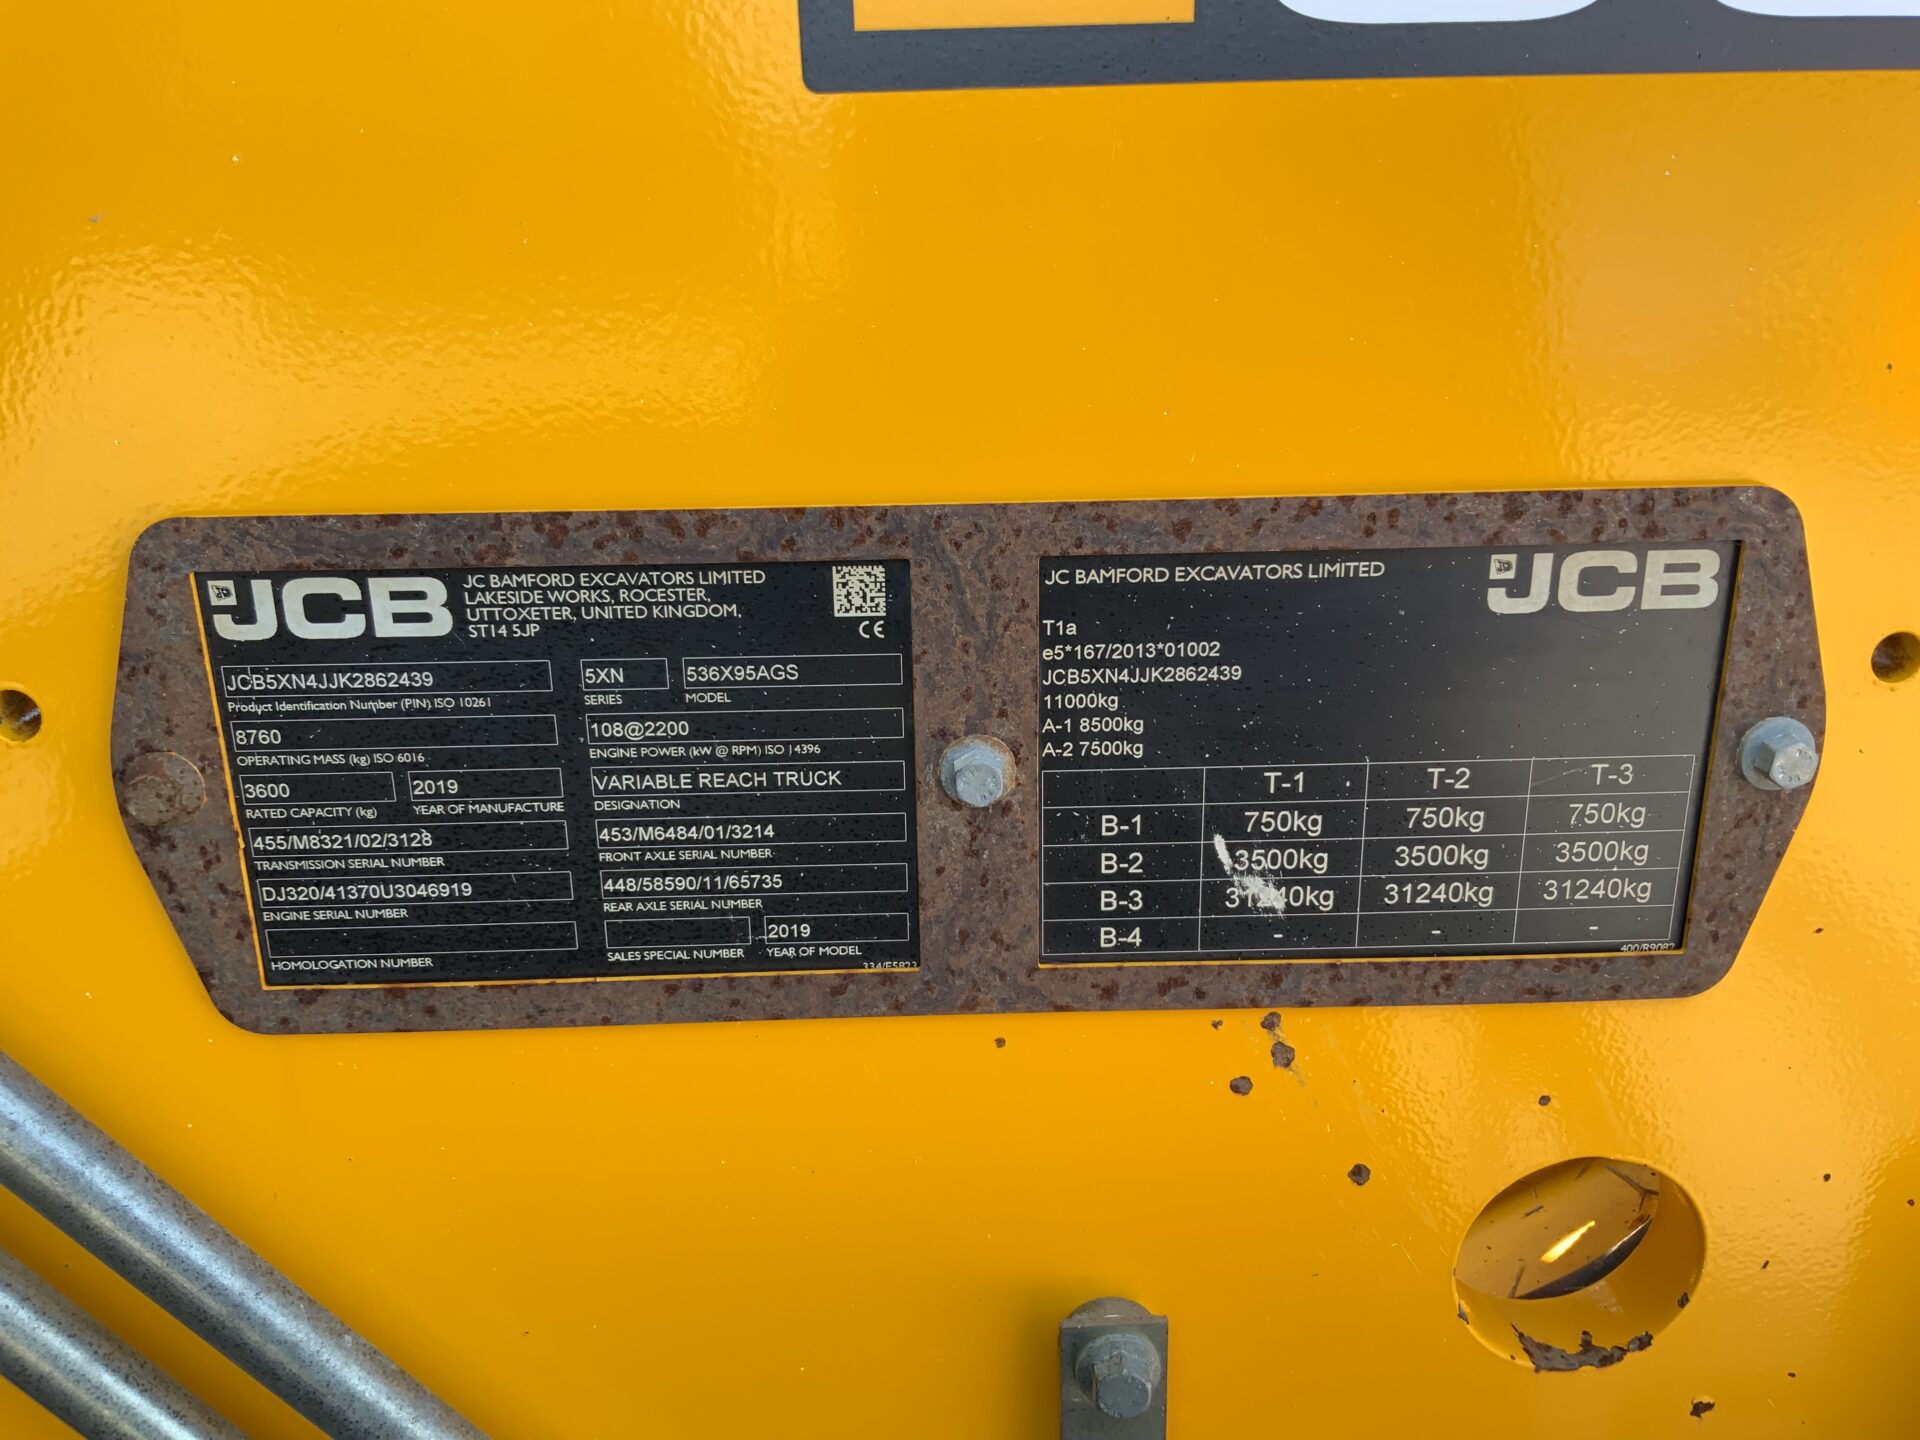 JCB
JC BAMFORD EXCAVATORS LIMITED
LAKESIDE WORKS, ROCESTER,
UTTOXETER, UNITED KINGDOM,
ST14 5JP
CE
JCB5XN4JJK2862439
Product Identification Number (PIN) ISO 10261
5XN
SERIES
536X95AGS
MODEL
8760
OPERATING MASS (kg) ISO 6016
108@2200
ENGINE POWER (kW @ RPM) ISO 14396
3600
RATED CAPACITY (kg)
2019
YEAR OF MANUFACTURE
VARIABLE REACH TRUCK
DESIGNATION
455/M8321/02/3128
TRANSMISSION SERIAL NUMBER
453/M6484/01/3214
FRONT AXLE SERIAL NUMBER
DJ320/41370U3046919
ENGINE SERIAL NUMBER
448/58590/11/65735
REAR AXLE SERIAL NUMBER
HOMOLOGATION NUMBER
SALES SPECIAL NUMBER
2019
YEAR OF MODEL
334/F5823
JC BAMFORD EXCAVATORS LIMITED
JCB
T1a
e5*167/2013*01002
JCB5XN4JJK2862439
11000kg
A-1 8500kg
A-2 7500kg
T-1 T-2 T-3
B-1 750kg 750kg 750kg
B-2 3500kg 3500kg 3500kg
B-3 31240kg 31240kg 31240kg
B-4 - - -
400/R9082